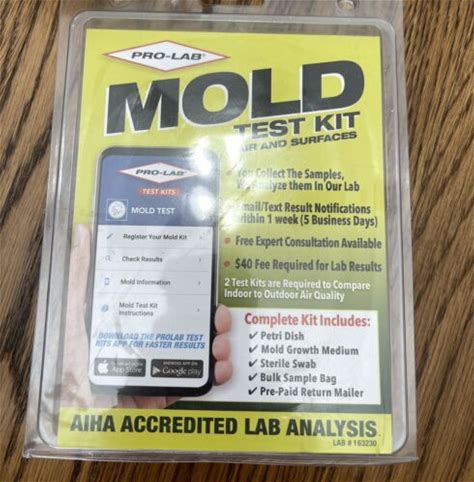 PRO-LAB®
MOLD
TEST KIT
AIR AND SURFACES
PRO-LAB®
TEST KITS
MOLD TEST
Register Your Mold Kit
Check Results
Mold Information
Mold Test Kit
Instructions
DOWNLOAD THE PROLAB TEST
KITS APP FOR FASTER RESULTS
App Store
Google play
• You Collect The Samples,
We Analyze them In Our Lab
• Email/Text Result Notifications
within 1 week (5 Business Days)
• Free Expert Consultation Available
• $40 Fee Required for Lab Results
2 Test Kits are Required to Compare
Indoor to Outdoor Air Quality
Complete Kit Includes:
✓ Petri Dish
✓ Mold Growth Medium
✓ Sterile Swab
✓ Bulk Sample Bag
✓ Pre-Paid Return Mailer
AIHA ACCREDITED LAB ANALYSIS
LAB # 163230